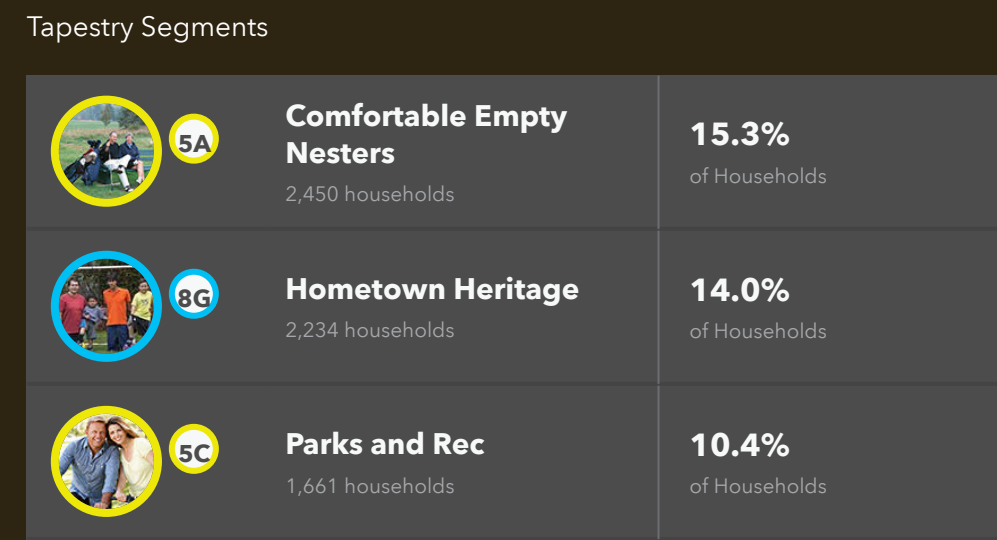 Tapestry Segments
5A
Comfortable Empty
Nesters
2,450 households
15.3%
of Households
8G
Hometown Heritage
2,234 households
14.0%
of Households
5C
Parks and Rec
1,661 households
10.4%
of Households